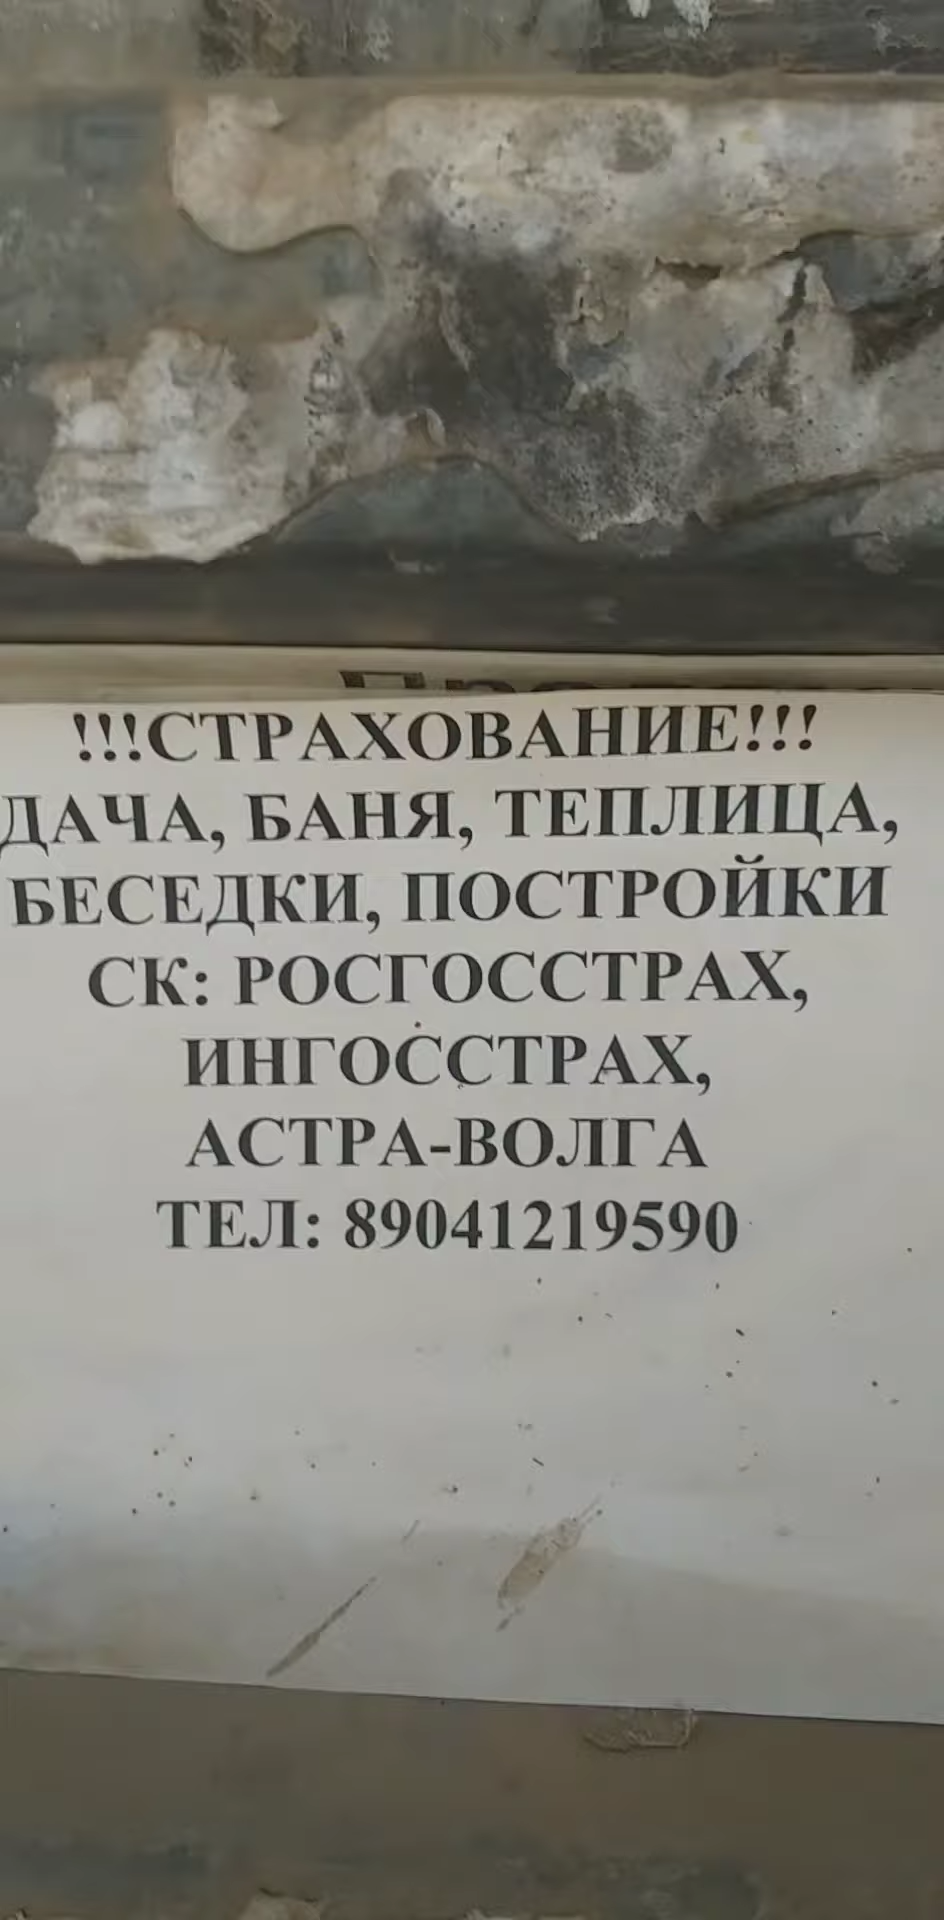 !!!СТРАХОВАНИЕ!!!
ДАЧА, БАНЯ, ТЕПЛИЦА,
БЕСЕДКИ, ПОСТРОЙКИ
СК: РОСГОССТРАХ,
ИНГОССТРАХ,
АСТРА-ВОЛГА
ТЕЛ: 89041219590